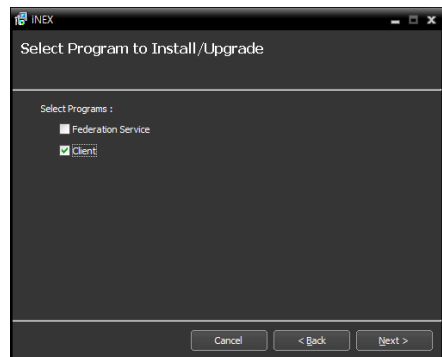 iNEX
Select Program to Install/Upgrade
Select Programs :
Federation Service
Client
Cancel
< Back
Next >